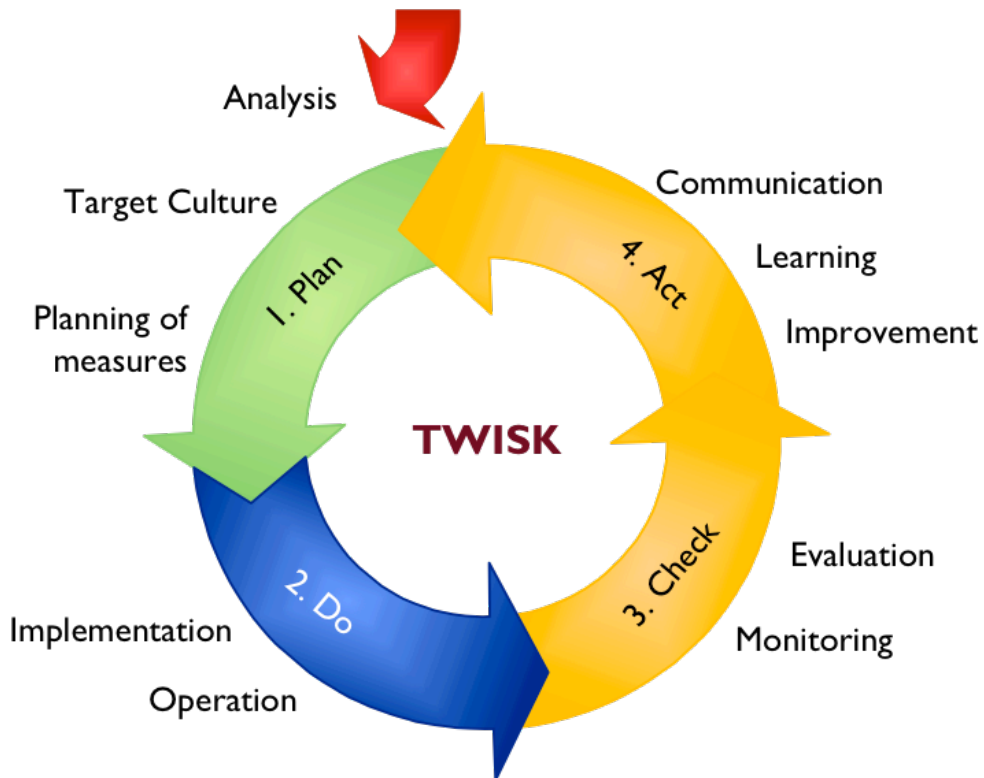 Analysis
Target Culture
Planning of
measures
1. Plan
2. Do
Implementation
Operation
TWISK
3. Check
Evaluation
Monitoring
4. Act
Communication
Learning
Improvement